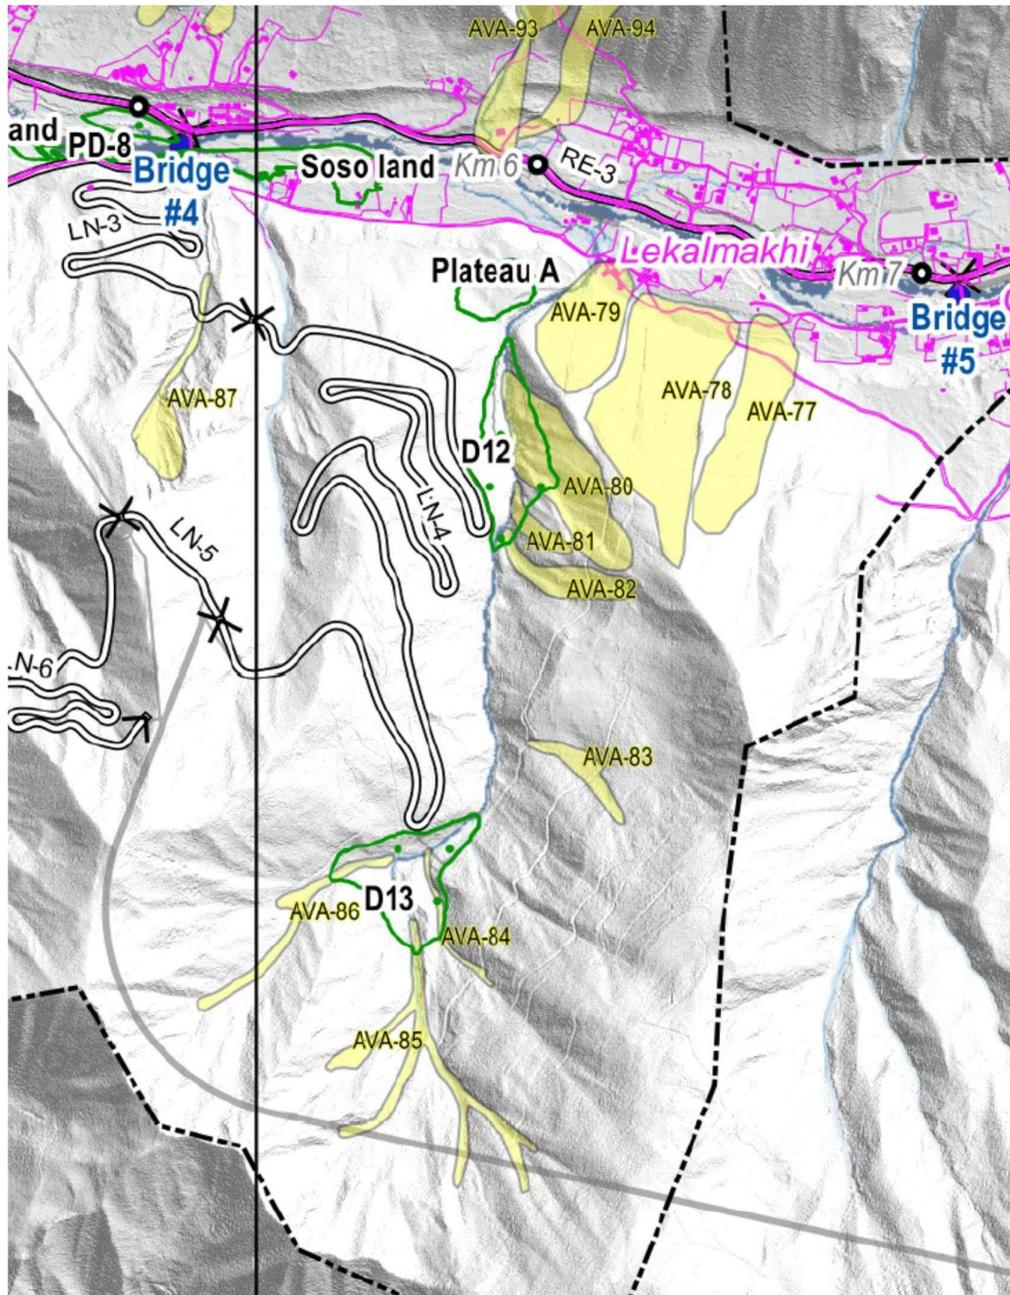 AVA-93
AVA-94
and
PD-8
Bridge
#4
Soso land
Km 6
RE-3
LN-3
Lekalmakhi
Km 7
Bridge
#5
Plateau A
AVA-79
AVA-78
AVA-77
AVA-87
D12
LN-4
AVA-80
AVA-81
AVA-82
LN-5
LN-6
AVA-83
AVA-86
D13
AVA-84
AVA-85